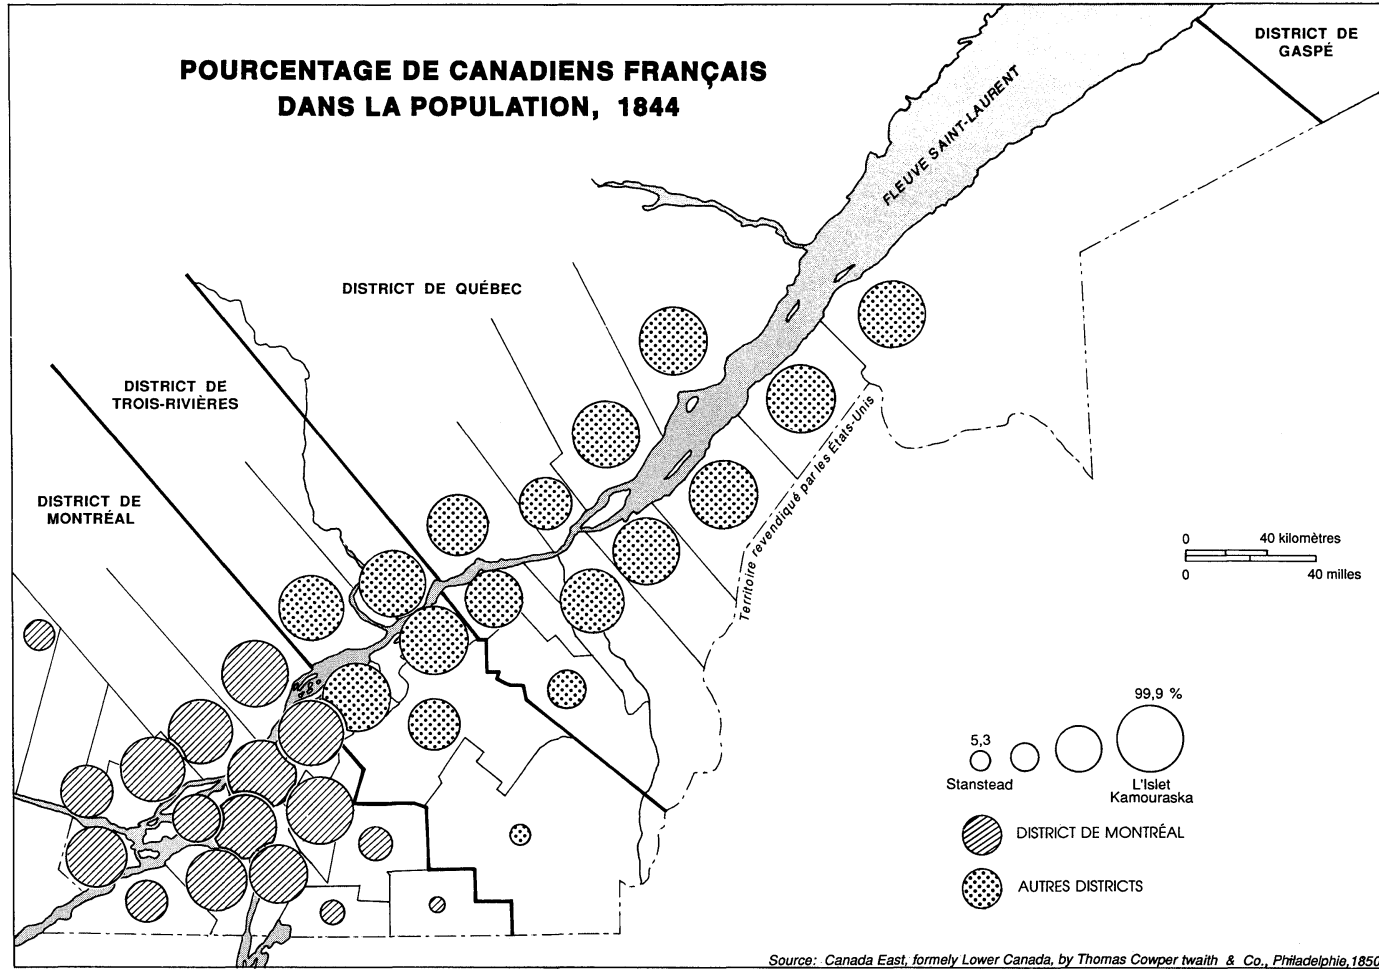 POURCENTAGE DE CANADIENS FRANÇAIS
DANS LA POPULATION, 1844
DISTRICT DE
GASPÉ
FLEUVE SAINT-LAURENT
DISTRICT DE QUÉBEC
DISTRICT DE
TROIS-RIVIÈRES
DISTRICT DE
MONTRÉAL
Territoire revendiqué par les États-Unis
0 40 kilomètres
0 40 milles
99,9 %
5,3
Stanstead
L'Islet
Kamouraska
DISTRICT DE MONTRÉAL
AUTRES DISTRICTS
Source: Canada East, formely Lower Canada, by Thomas Cowper twaith & Co., Philadelphie, 1850